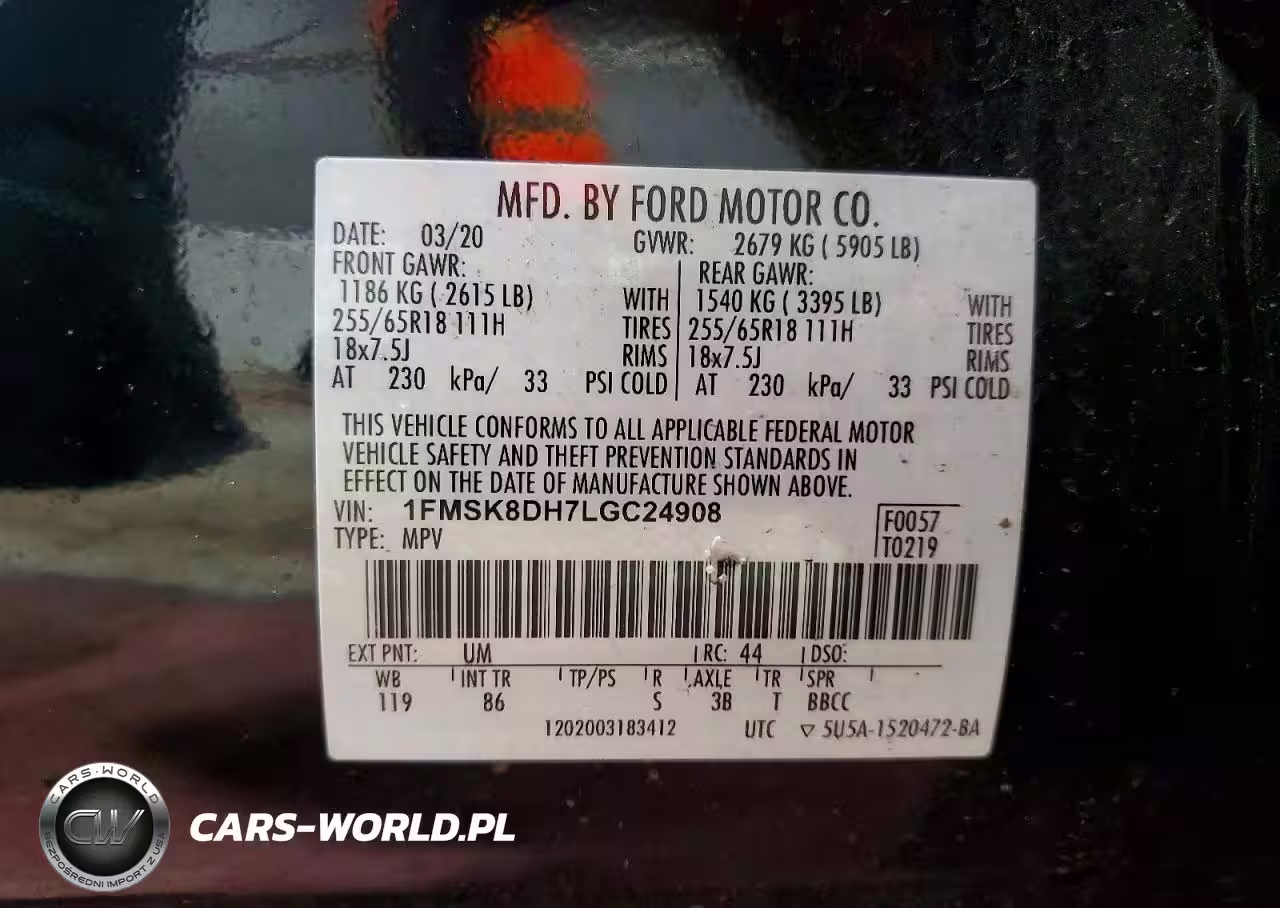 MFD. BY FORD MOTOR CO.
DATE: 03/20 GVWR: 2679 KG ( 5905 LB)
FRONT GAWR: REAR GAWR:
1186 KG ( 2615 LB) WITH 1540 KG ( 3395 LB) WITH
255/65R18 111H TIRES 255/65R18 111H TIRES
18x7.5J RIMS 18x7.5J RIMS
AT 230 kPa/ 33 PSI COLD AT 230 kPa/ 33 PSI COLD
THIS VEHICLE CONFORMS TO ALL APPLICABLE FEDERAL MOTOR
VEHICLE SAFETY AND THEFT PREVENTION STANDARDS IN
EFFECT ON THE DATE OF MANUFACTURE SHOWN ABOVE.
VIN: 1FMSK8DH7LGC24908 F0057
TYPE: MPV T0219
EXT PNT: UM RC: 44 DSO:
WB INT TR TP/PS R AXLE TR SPR
119 86 S 3B T BBCC
1202003183412 UTC ▽ 5U5A-1520472-BA
CARS-WORLD
CW
BEZPOŚREDNI IMPORT Z USA
CARS-WORLD.PL